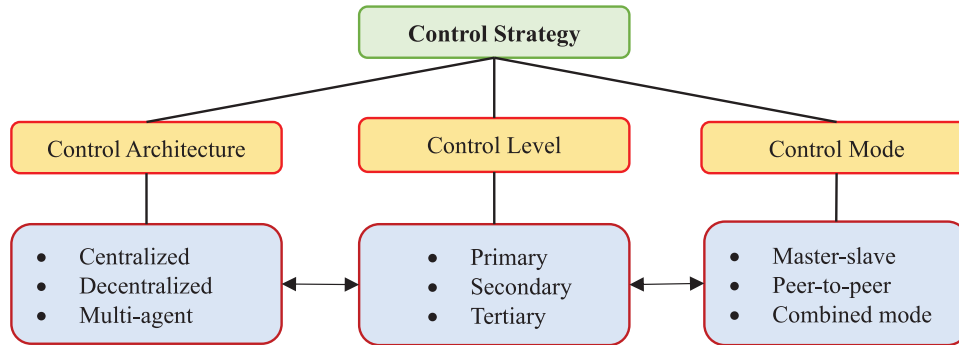 Control Strategy
Control Architecture
Control Level
Control Mode
• Centralized
• Decentralized
• Multi-agent
• Primary
• Secondary
• Tertiary
• Master-slave
• Peer-to-peer
• Combined mode